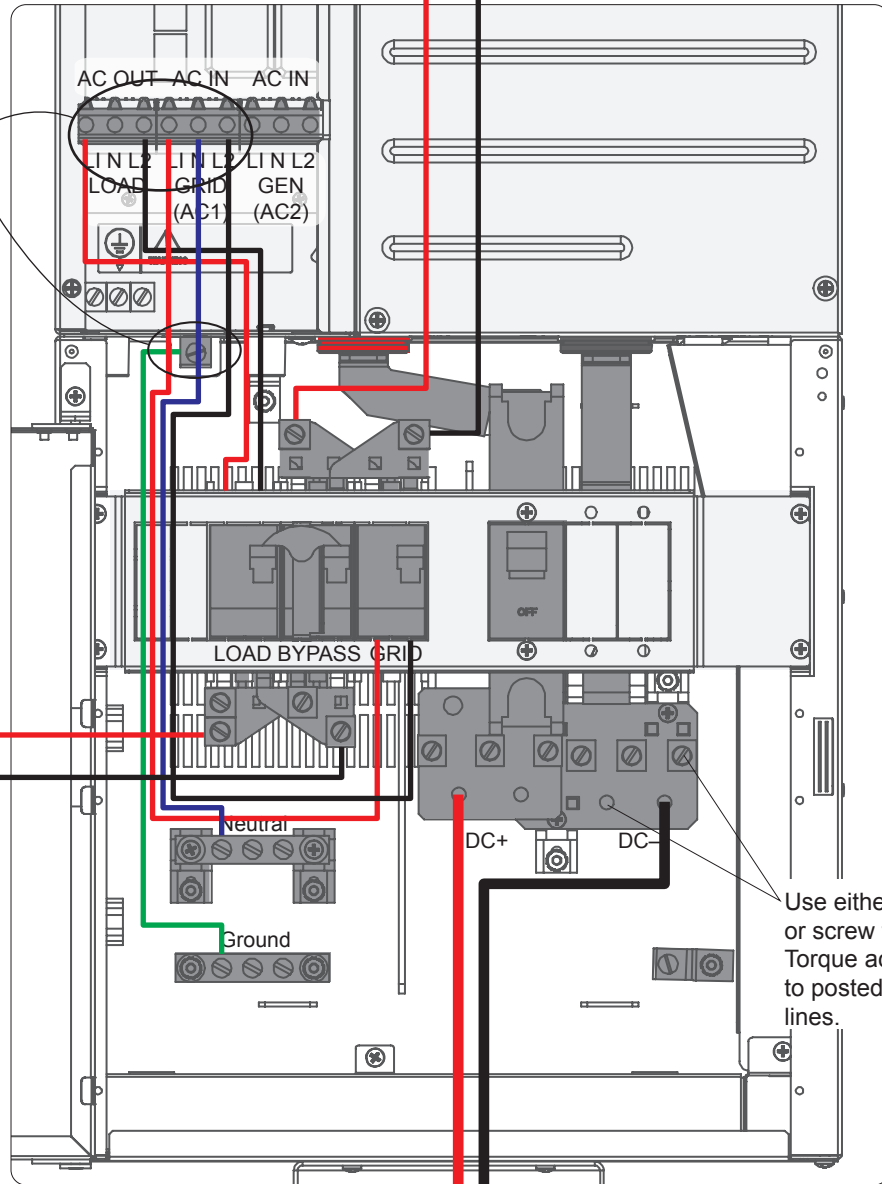 AC OUT AC IN AC IN
L1 N L2 L1 N L2 L1 N L2
LOAD GRID GEN
(AC1) (AC2)
WARNING
OFF
LOAD BYPASS GRID
Neutral
DC+
DC–
Ground
Use eithe
or screw
Torque ac
to posted
lines.